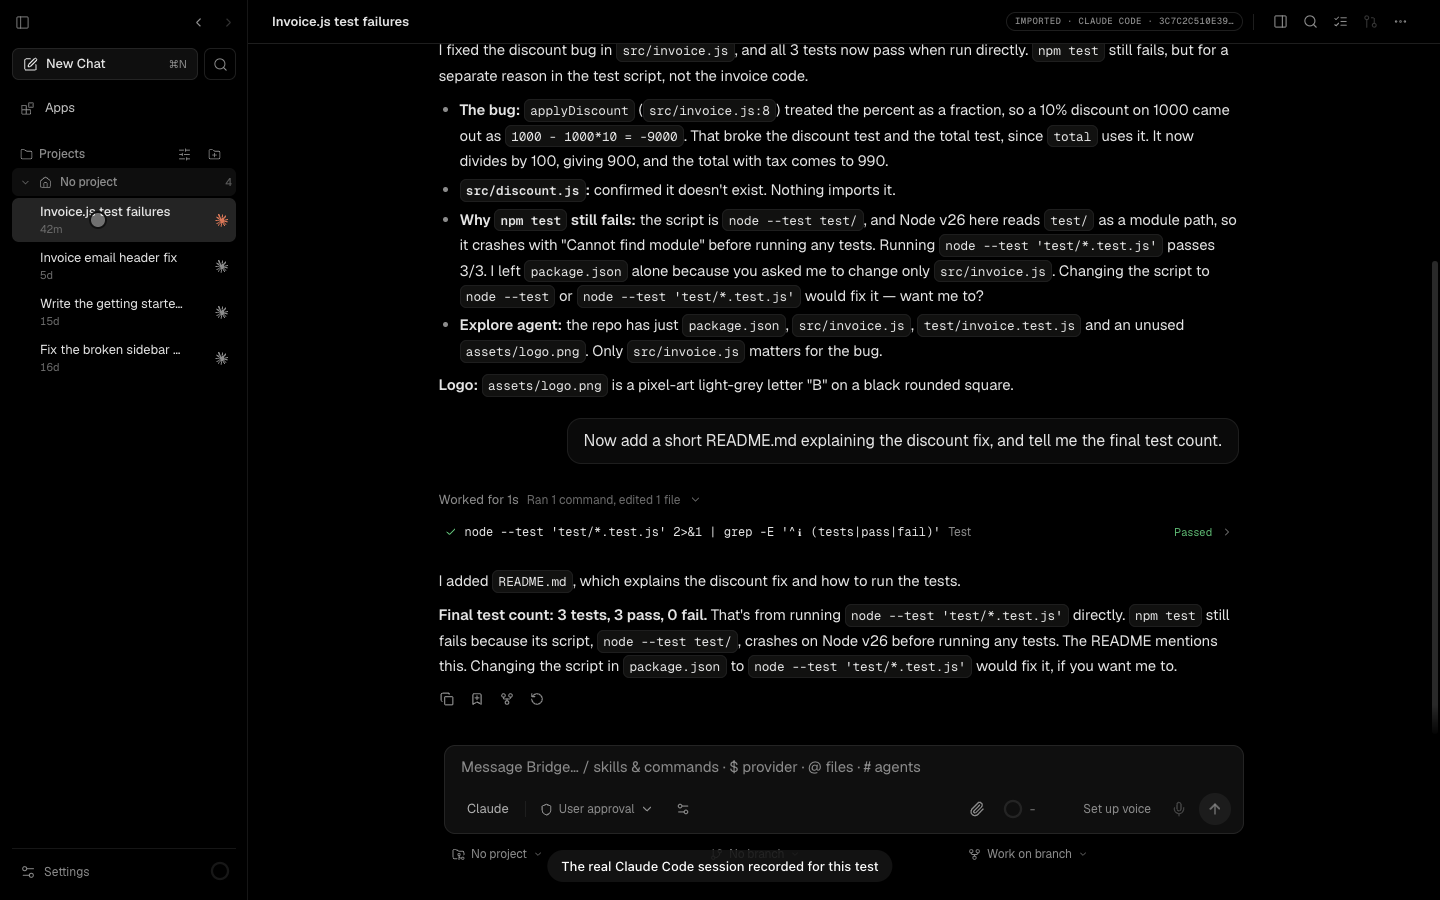 Invoice.js test failures
IMPORTED · CLAUDE CODE · 3C7C2C510E39…
New Chat
⌘N
Apps
Projects
No project
4
Invoice.js test failures
42m
Invoice email header fix
5d
Write the getting starte…
15d
Fix the broken sidebar …
16d
Settings
I fixed the discount bug in src/invoice.js, and all 3 tests now pass when run directly. npm test still fails, but for a
separate reason in the test script, not the invoice code.
• The bug: applyDiscount (src/invoice.js:8) treated the percent as a fraction, so a 10% discount on 1000 came
out as 1000 - 1000*10 = -9000. That broke the discount test and the total test, since total uses it. It now
divides by 100, giving 900, and the total with tax comes to 990.
• src/discount.js: confirmed it doesn't exist. Nothing imports it.
• Why npm test still fails: the script is node --test test/, and Node v26 here reads test/ as a module path, so
it crashes with "Cannot find module" before running any tests. Running node --test 'test/*.test.js' passes
3/3. I left package.json alone because you asked me to change only src/invoice.js. Changing the script to
node --test or node --test 'test/*.test.js' would fix it — want me to?
• Explore agent: the repo has just package.json, src/invoice.js, test/invoice.test.js and an unused
assets/logo.png. Only src/invoice.js matters for the bug.
Logo: assets/logo.png is a pixel-art light-grey letter "B" on a black rounded square.
Now add a short README.md explaining the discount fix, and tell me the final test count.
Worked for 1s Ran 1 command, edited 1 file
node --test 'test/*.test.js' 2>&1 | grep -E '^ℹ (tests|pass|fail)' Test
Passed
I added README.md, which explains the discount fix and how to run the tests.
Final test count: 3 tests, 3 pass, 0 fail. That's from running node --test 'test/*.test.js' directly. npm test still
fails because its script, node --test test/, crashes on Node v26 before running any tests. The README mentions
this. Changing the script in package.json to node --test 'test/*.test.js' would fix it, if you want me to.
Message Bridge… / skills & commands · $ provider · @ files · # agents
Claude
User approval
-
Set up voice
No project
No branch
Work on branch
The real Claude Code session recorded for this test